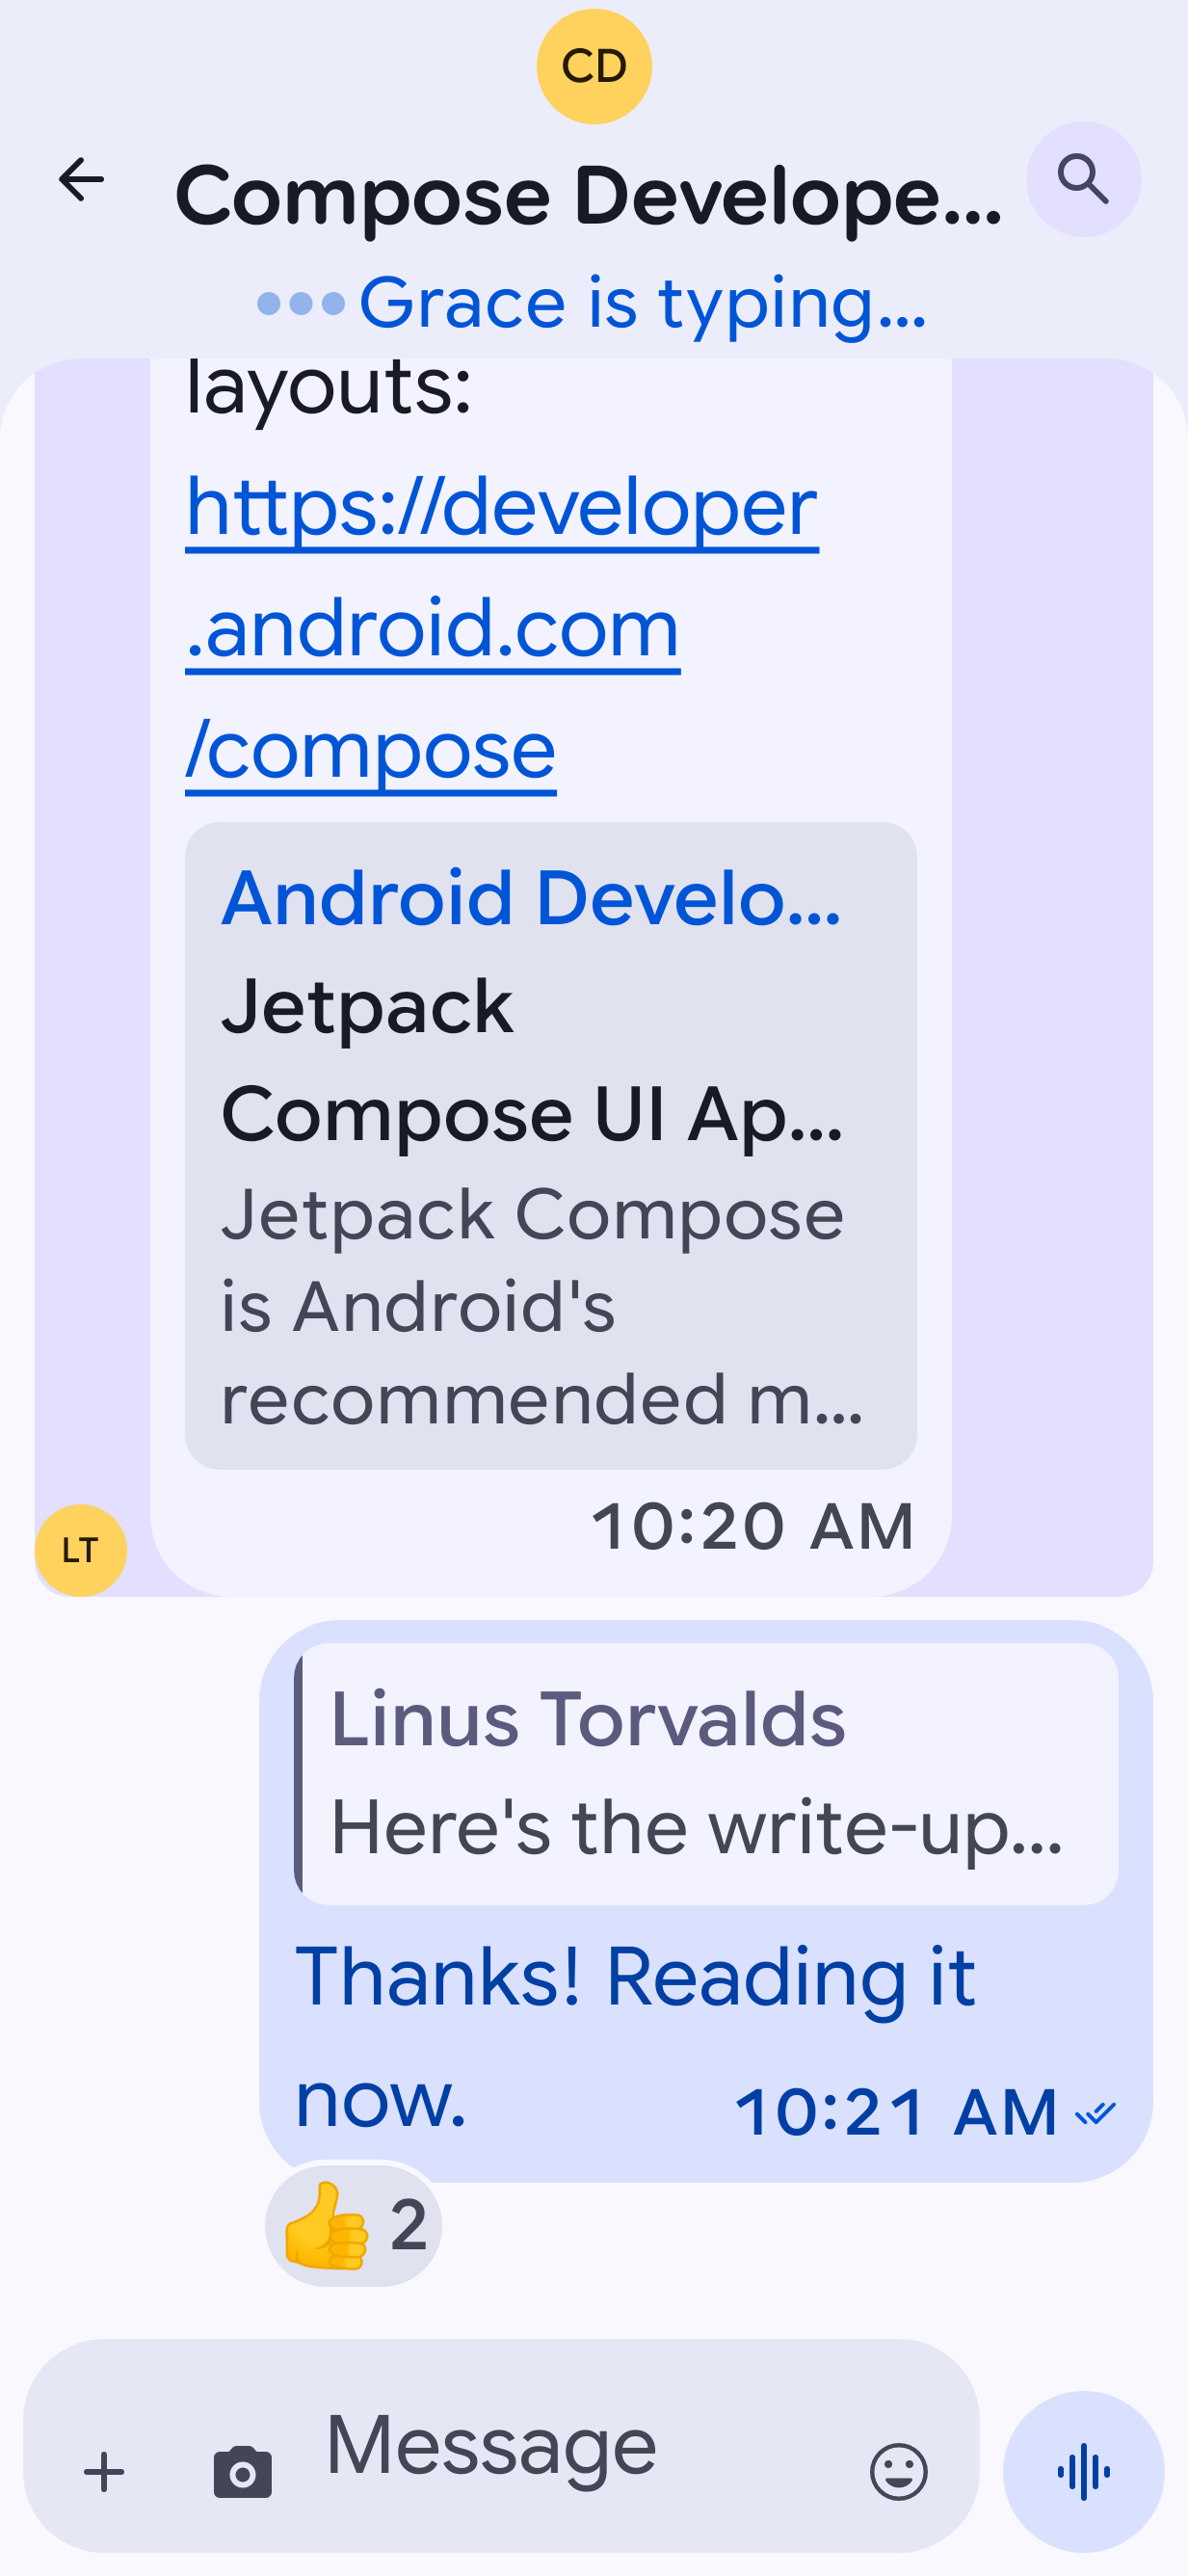 CD
Compose Develope...
Grace is typing...
layouts:
https://developer
.android.com
/compose
Android Develo...
Jetpack
Compose UI Ap...
Jetpack Compose
is Android's
recommended m...
10:20 AM
LT
Linus Torvalds
Here's the write-up...
Thanks! Reading it
now.
10:21 AM
👍 2
Message